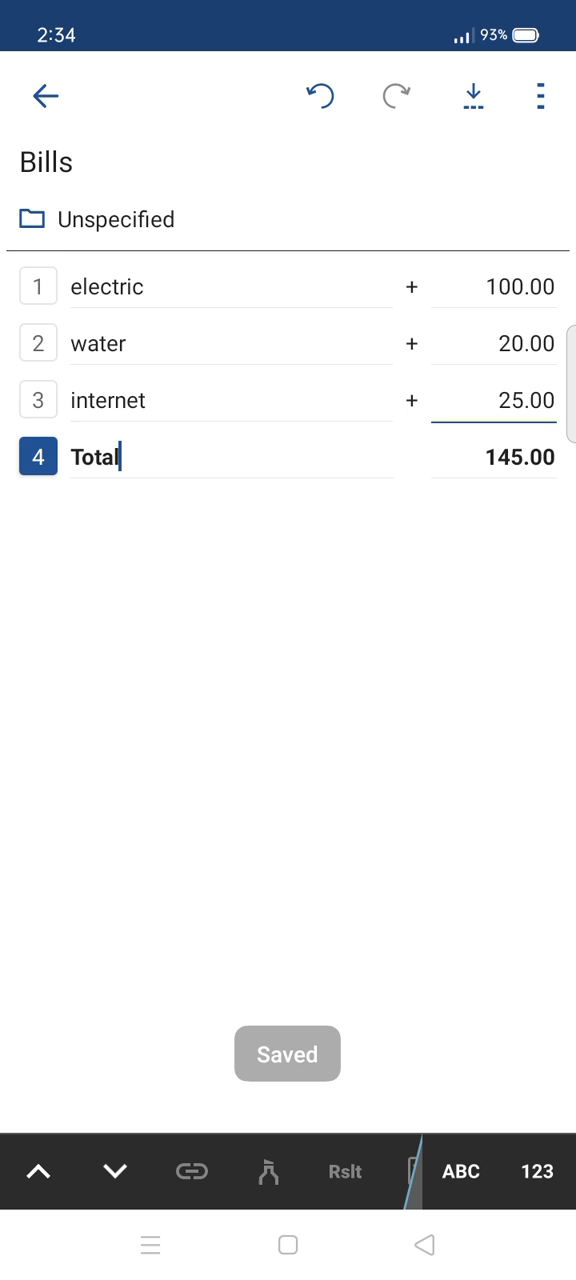 2:34 93%
Bills
Unspecified
1 electric + 100.00
2 water + 20.00
3 internet + 25.00
4 Total 145.00
Saved
Rslt ABC 123